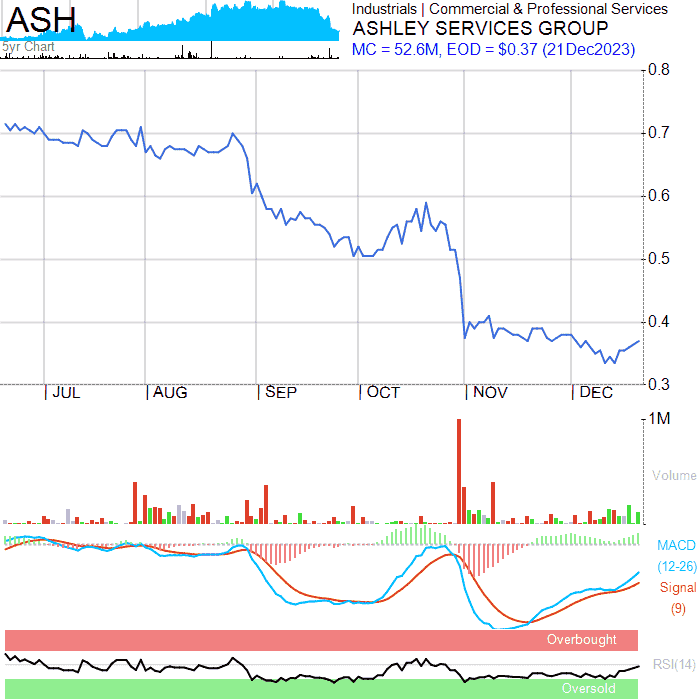 ASH
5yr Chart
Industrials | Commercial & Professional Services
ASHLEY SERVICES GROUP
MC = 52.6M, EOD = $0.37 (21Dec2023)
0.8
0.7
0.6
0.5
0.4
0.3
| JUL | AUG | SEP | OCT | NOV | DEC
1M
Volume
MACD
(12-26)
Signal
(9)
Overbought
RSI(14)
Oversold